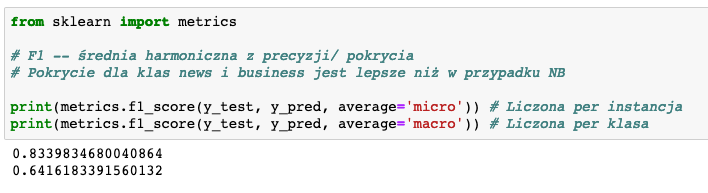 from sklearn import metrics
# F1 -- średnia harmoniczna z precyzji/ pokrycia
# Pokrycie dla klas news i business jest lepsze niż w przypadku NB
print(metrics.f1_score(y_test, y_pred, average='micro')) # Liczona per instancja
print(metrics.f1_score(y_test, y_pred, average='macro')) # Liczona per klasa
0.8339834680040864
0.6416183391560132